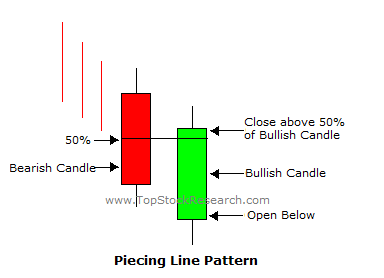 Close above 50%
of Bullish Candle
50%
Bearish Candle
Bullish Candle
www.TopStockResearch.com
Open Below
Piecing Line Pattern